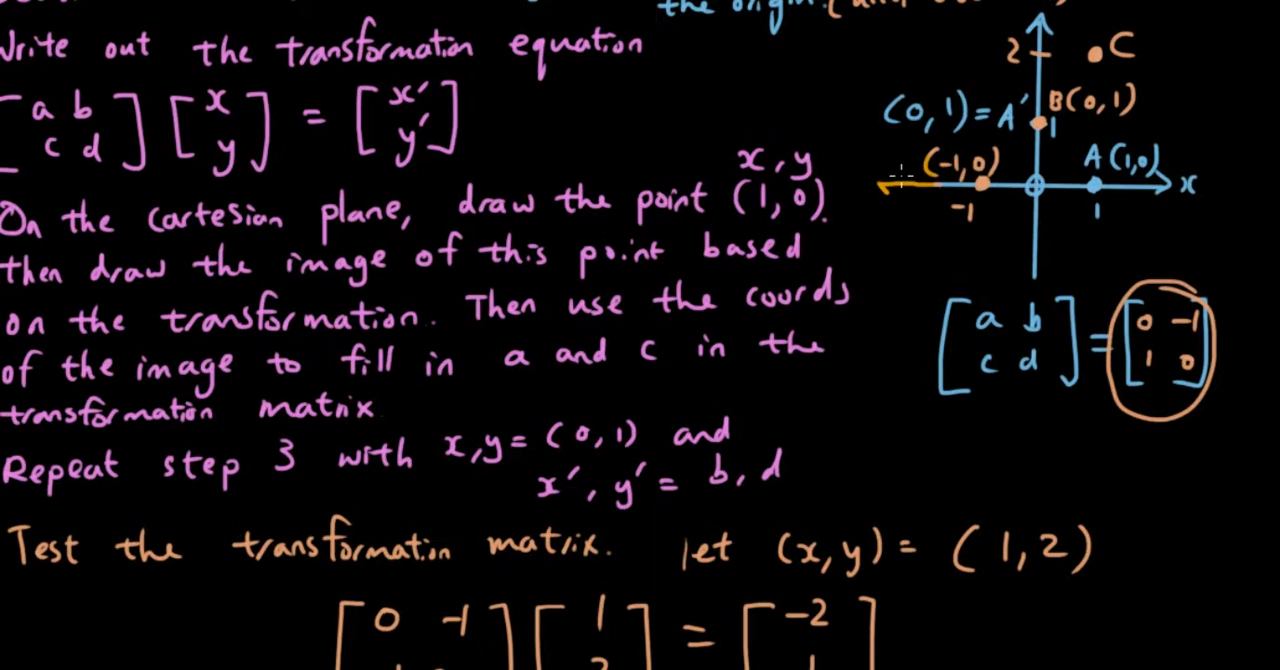 the origin. (
Write out the transformation equation
[a b
c d] [x
y] = [x′
y′]
On the cartesian plane, draw the point (1, 0).
x, y
then draw the image of this point based
on the transformation. Then use the coords
of the image to fill in a and c in the
transformation matrix
Repeat step 3 with x,y = (0,1) and
x′, y′ = b, d
Test the transformation matrix. let (x,y) = (1,2)
[0 -1] [1] = [-2]
2 C
(0,1) = A′ B(0,1)
1
(-1,0) A(1,0)
x
-1 1
[a b
c d] = [0 -1
1 0]